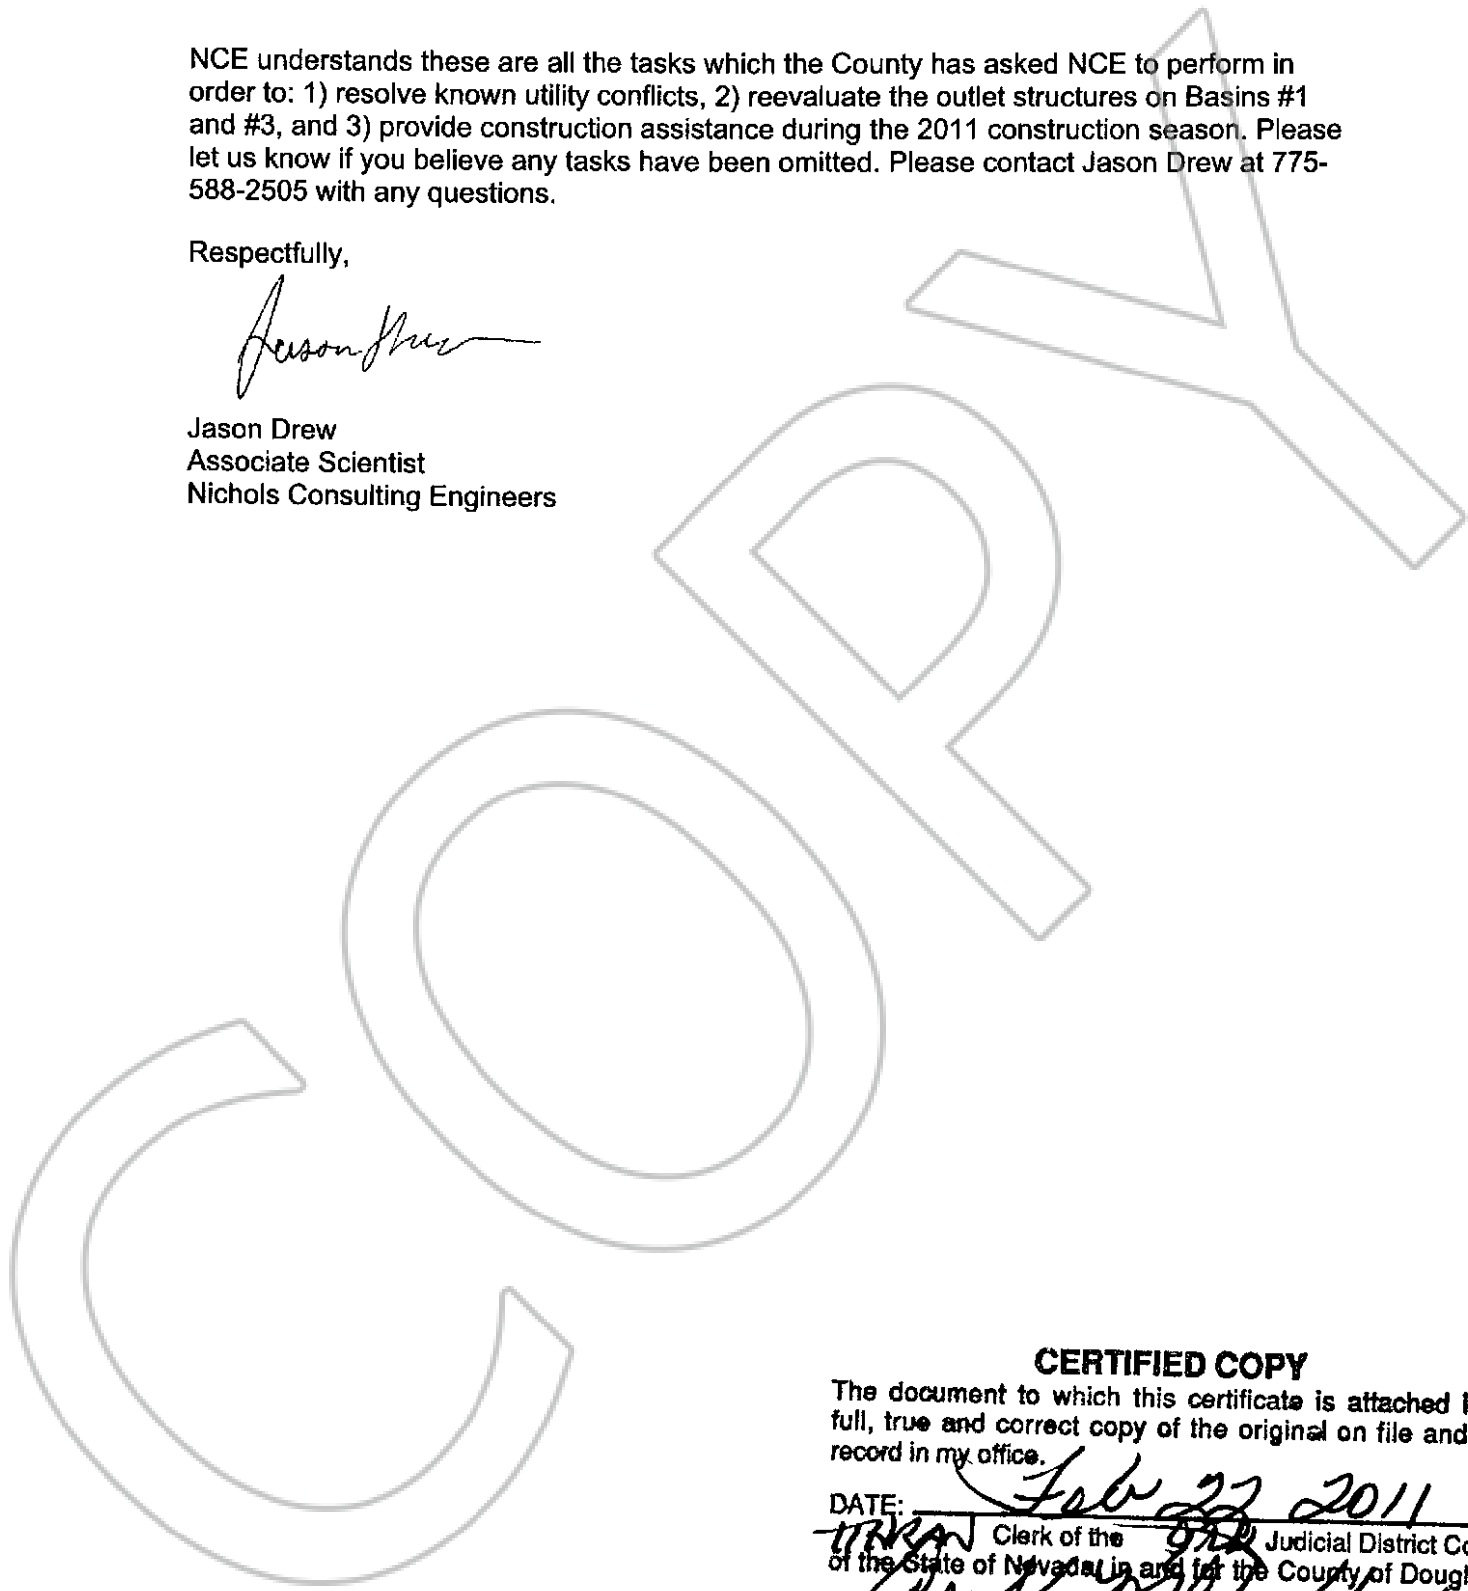 NCE understands these are all the tasks which the County has asked NCE to perform in
order to: 1) resolve known utility conflicts, 2) reevaluate the outlet structures on Basins #1
and #3, and 3) provide construction assistance during the 2011 construction season. Please
let us know if you believe any tasks have been omitted. Please contact Jason Drew at 775-
588-2505 with any questions.
Respectfully,
Jason Drew
Jason Drew
Associate Scientist
Nichols Consulting Engineers
COPY
CERTIFIED COPY
The document to which this certificate is attached
full, true and correct copy of the original on file and
record in my office.
DATE: Feb 22 2011
Clerk of the Judicial District Co
of the State of Nevada, in and for the County of Dougl